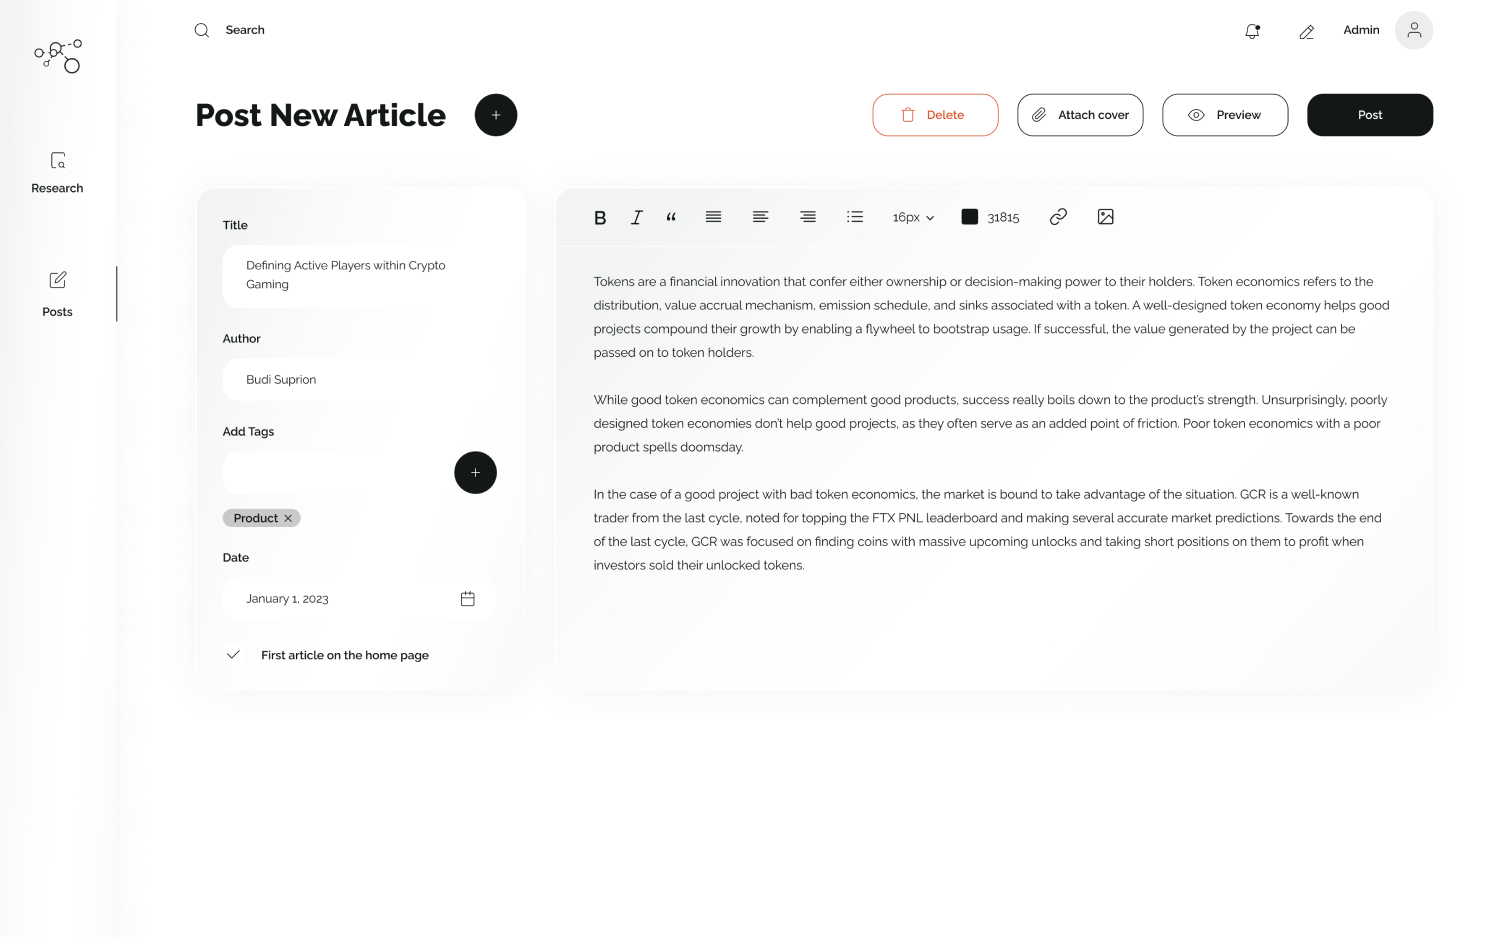 Search
Admin
Post New Article
+
Delete
Attach cover
Preview
Post
Research
Posts
Title
Defining Active Players within Crypto
Gaming
Author
Budi Suprion
Add Tags
+
Product ×
Date
January 1, 2023
First article on the home page
B I “ 16px 31815
Tokens are a financial innovation that confer either ownership or decision-making power to their holders. Token economics refers to the
distribution, value accrual mechanism, emission schedule, and sinks associated with a token. A well-designed token economy helps good
projects compound their growth by enabling a flywheel to bootstrap usage. If successful, the value generated by the project can be
passed on to token holders.
While good token economics can complement good products, success really boils down to the product’s strength. Unsurprisingly, poorly
designed token economies don’t help good projects, as they often serve as an added point of friction. Poor token economics with a poor
product spells doomsday.
In the case of a good project with bad token economics, the market is bound to take advantage of the situation. GCR is a well-known
trader from the last cycle, noted for topping the FTX PNL leaderboard and making several accurate market predictions. Towards the end
of the last cycle, GCR was focused on finding coins with massive upcoming unlocks and taking short positions on them to profit when
investors sold their unlocked tokens.